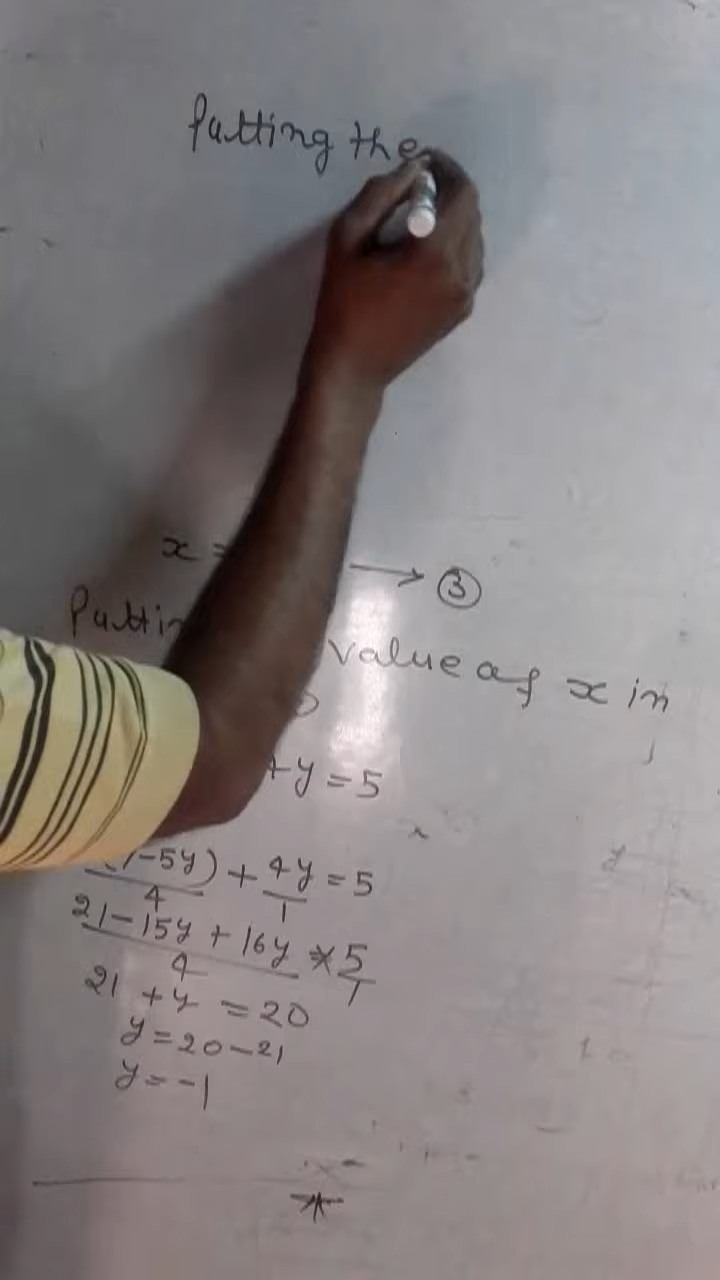 Putting the
x = → ③
Puttin value of x in
+y = 5
-5y) + 4y = 5
4 1
21-15y + 16y * 5
4 1
21 + y = 20
y = 20-21
y = -1